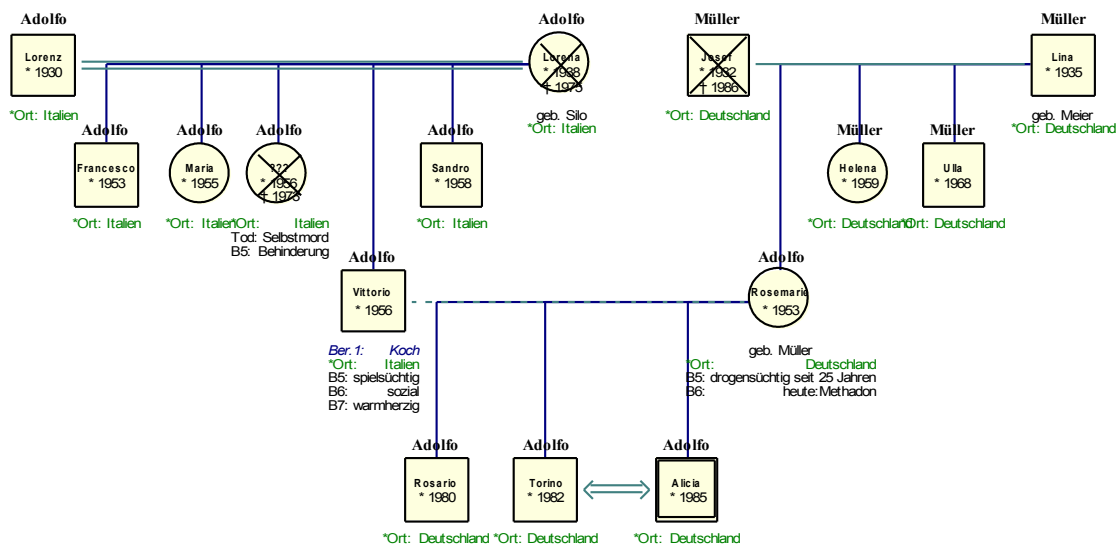 Adolfo
Lorenz
* 1930
*Ort: Italien
Adolfo
Lorena
* 1938
† 1975
geb. Silo
*Ort: Italien
Müller
Josef
* 1932
† 1986
*Ort: Deutschland
Müller
Lina
* 1935
geb. Meier
*Ort: Deutschland
Adolfo
Francesco
* 1953
*Ort: Italien
Adolfo
Maria
* 1955
*Ort: Italien
Adolfo
???
* 1956
† 1973
*Ort: Italien
Tod: Selbstmord
B5: Behinderung
Adolfo
Sandro
* 1958
*Ort: Italien
Müller
Helena
* 1959
*Ort: Deutschland
Müller
Ulla
* 1968
*Ort: Deutschland
Adolfo
Vittorio
* 1956
Ber.1: Koch
*Ort: Italien
B5: spielsüchtig
B6: sozial
B7: warmherzig
Adolfo
Rosemarie
* 1953
geb. Müller
*Ort: Deutschland
B5: drogensüchtig seit 25 Jahren
B6: heute:Methadon
Adolfo
Rosario
* 1980
*Ort: Deutschland
Adolfo
Torino
* 1982
*Ort: Deutschland
Adolfo
Alicia
* 1985
*Ort: Deutschland